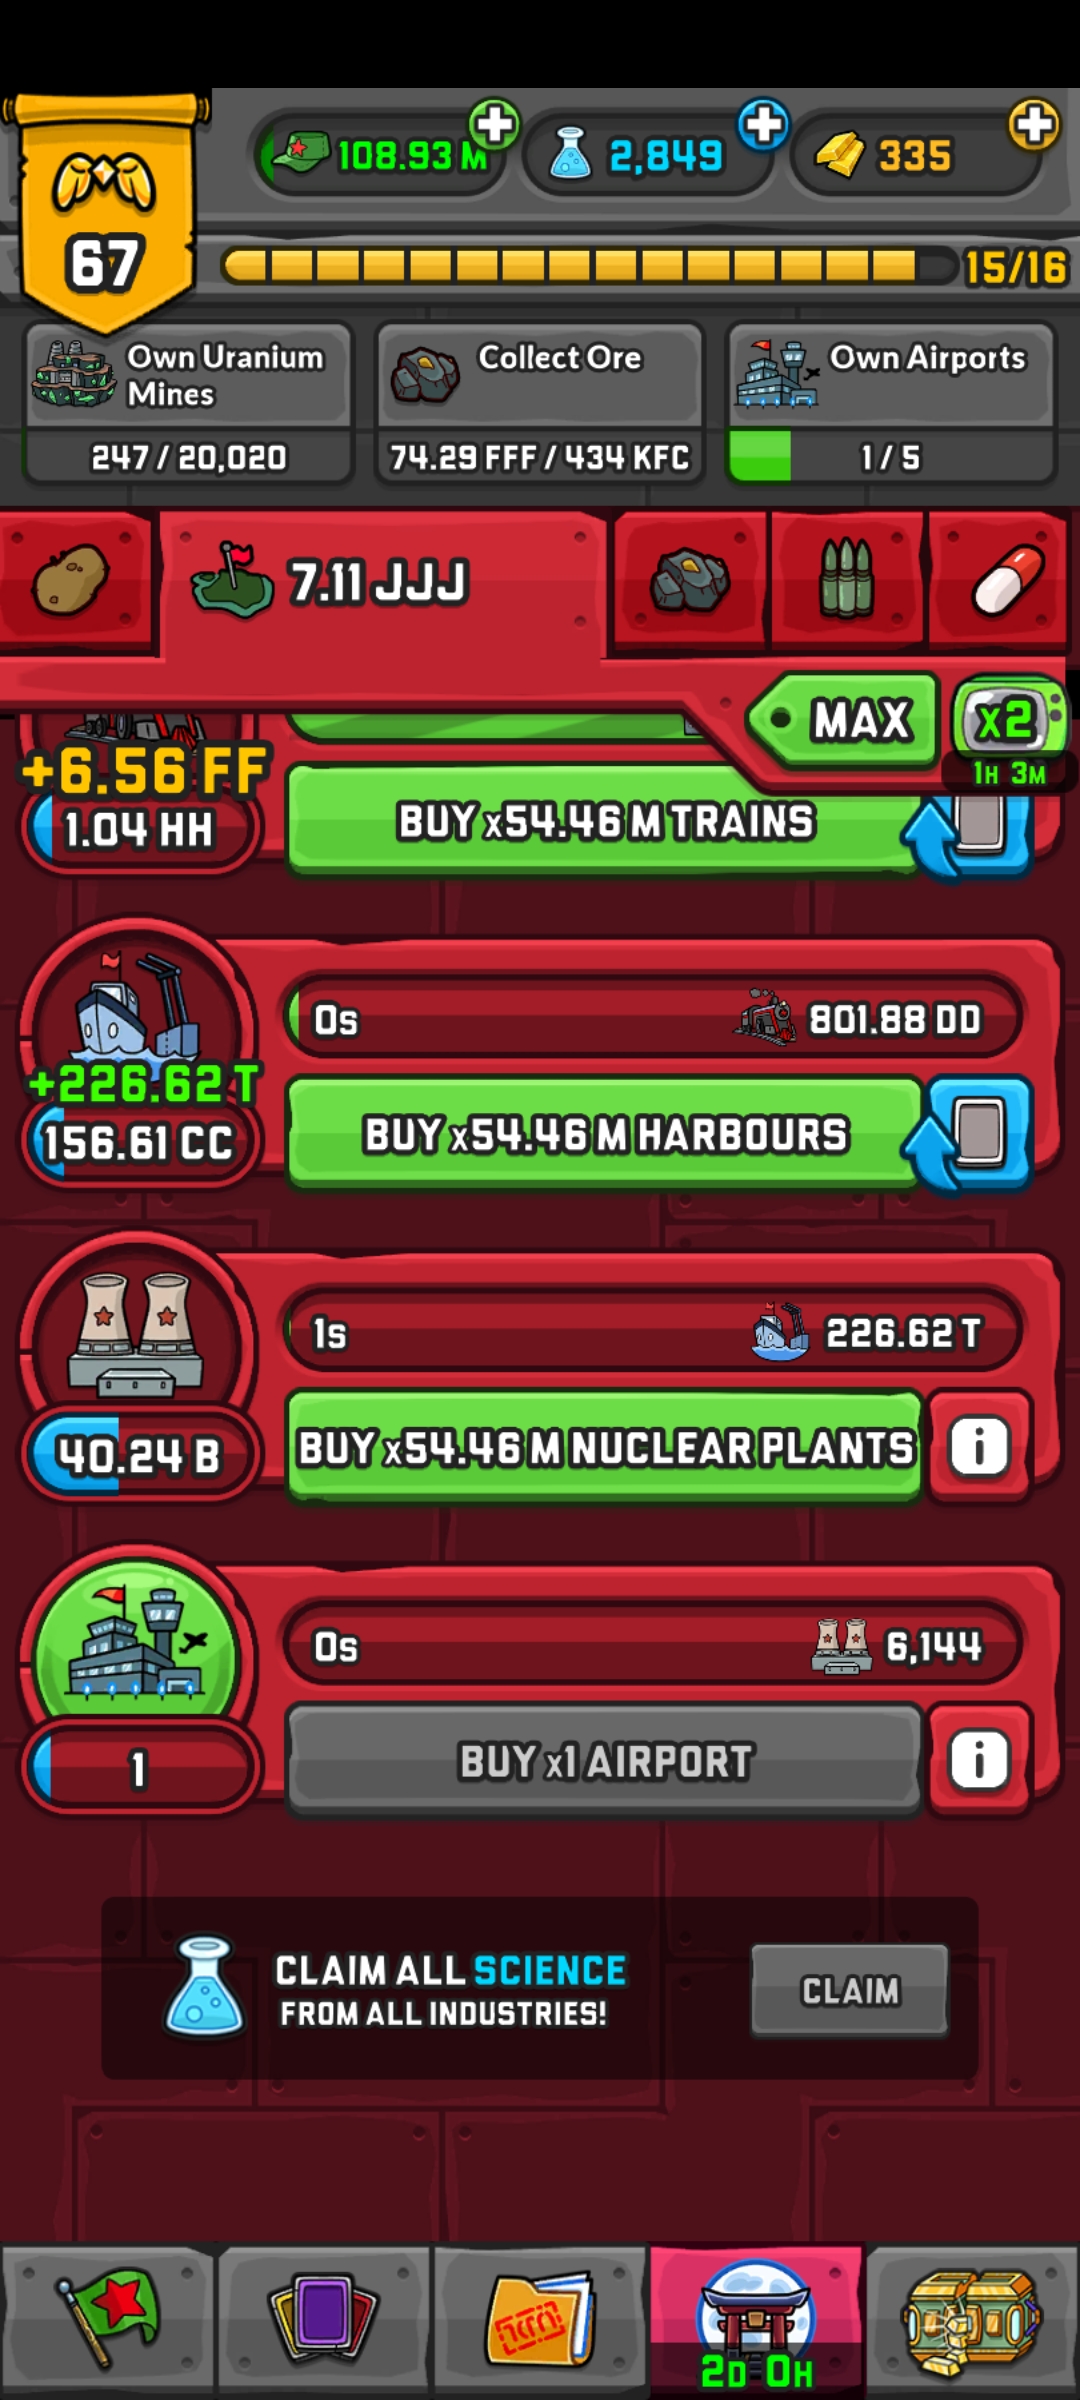 108.93 M
2,849
335
67
15/16
Own Uranium
Mines
247 / 20,020
Collect Ore
74.29 FFF / 434 KFC
Own Airports
1 / 5
7.11 JJJ
MAX
x2
1H 3M
+6.56 FF
1.04 HH
BUY x54.46 M TRAINS
0s
801.88 DD
+226.62 T
156.61 CC
BUY x54.46 M HARBOURS
1s
226.62 T
40.24 B
BUY x54.46 M NUCLEAR PLANTS
0s
6,144
1
BUY x1 AIRPORT
CLAIM ALL SCIENCE
FROM ALL INDUSTRIES!
CLAIM
2D 0H